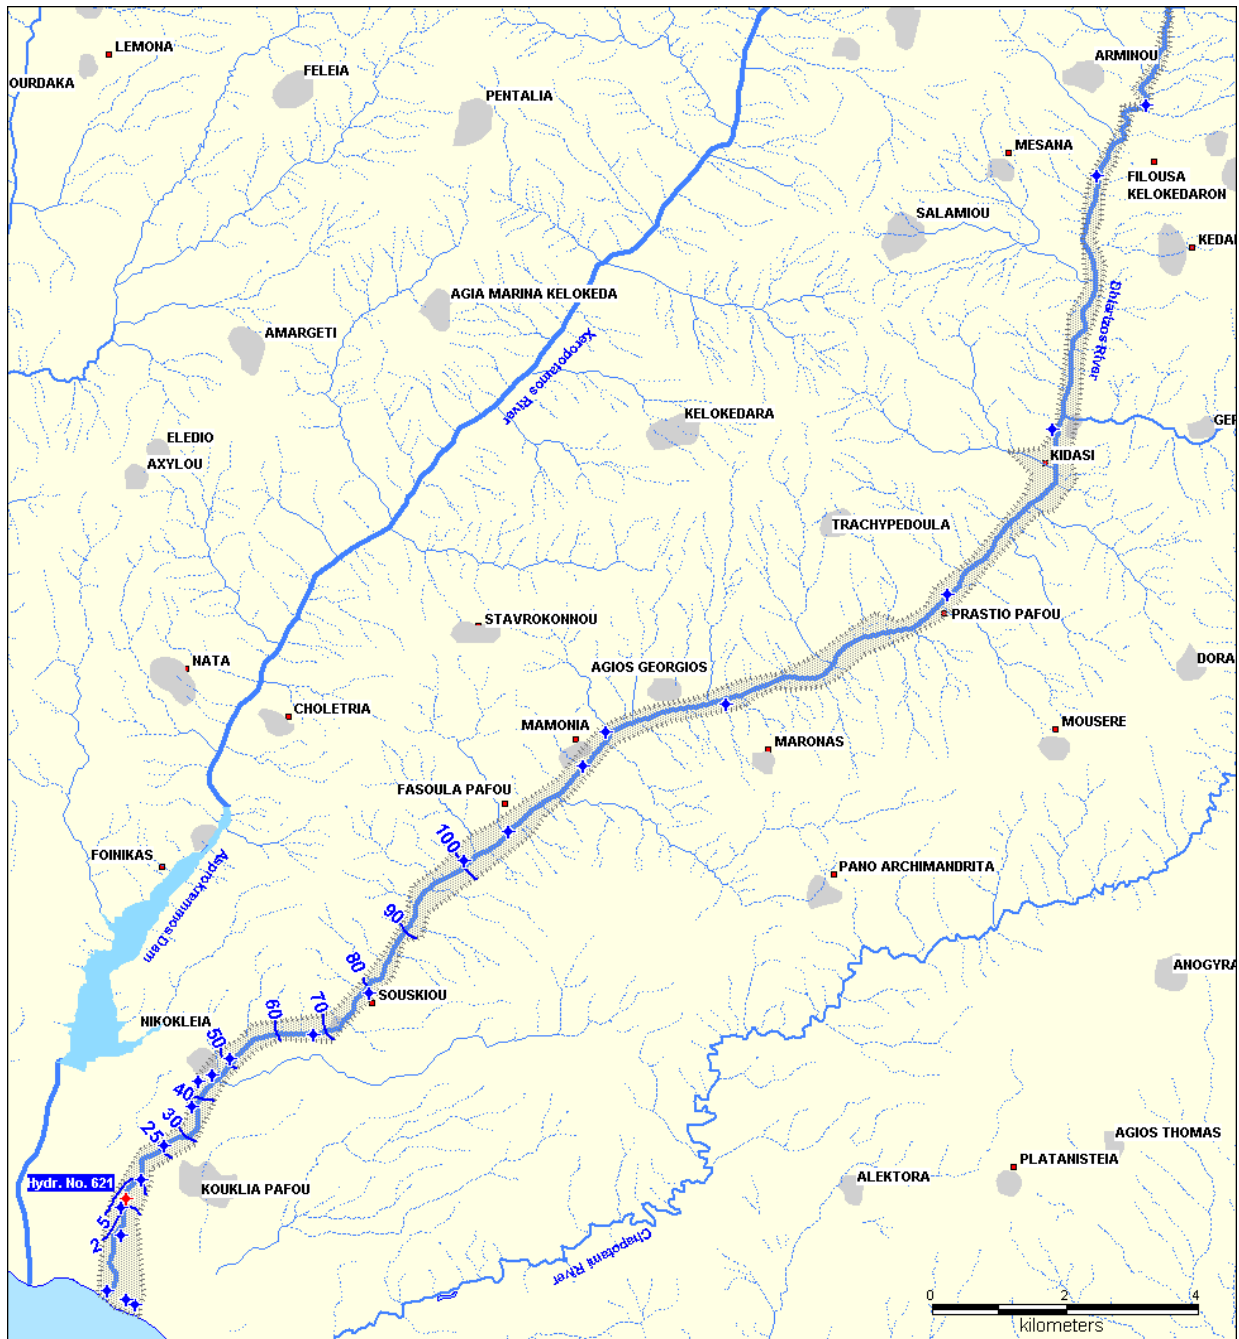 LEMONA
ARMINOU
FELEIA
OURDAKA
PENTALIA
MESANA
FILOUSA
KELOKEDARON
SALAMIOU
KEDA
AGIA MARINA KELOKEDA
Dhiarizos River
AMARGETI
Xeropotamos River
KELOKEDARA
GEF
ELEDIO
AXYLOU
KIDASI
TRACHYPEDOULA
PRASTIO PAFOU
STAVROKONNOU
NATA
AGIOS GEORGIOS
DORA
CHOLETRIA
MAMONIA
MOUSERE
MARONAS
FASOULA PAFOU
100
FOINIKAS
Asprokremmos Dam
PANO ARCHIMANDRITA
90
80
ANOGYRA
SOUSKIOU
70
60
NIKOKLEIA
50
40
30
25
AGIOS THOMAS
PLATANISTEIA
Hydr. No. 621
KOUKLIA PAFOU
ALEKTORA
5
2
Chapotami River
0 2 4
kilometers